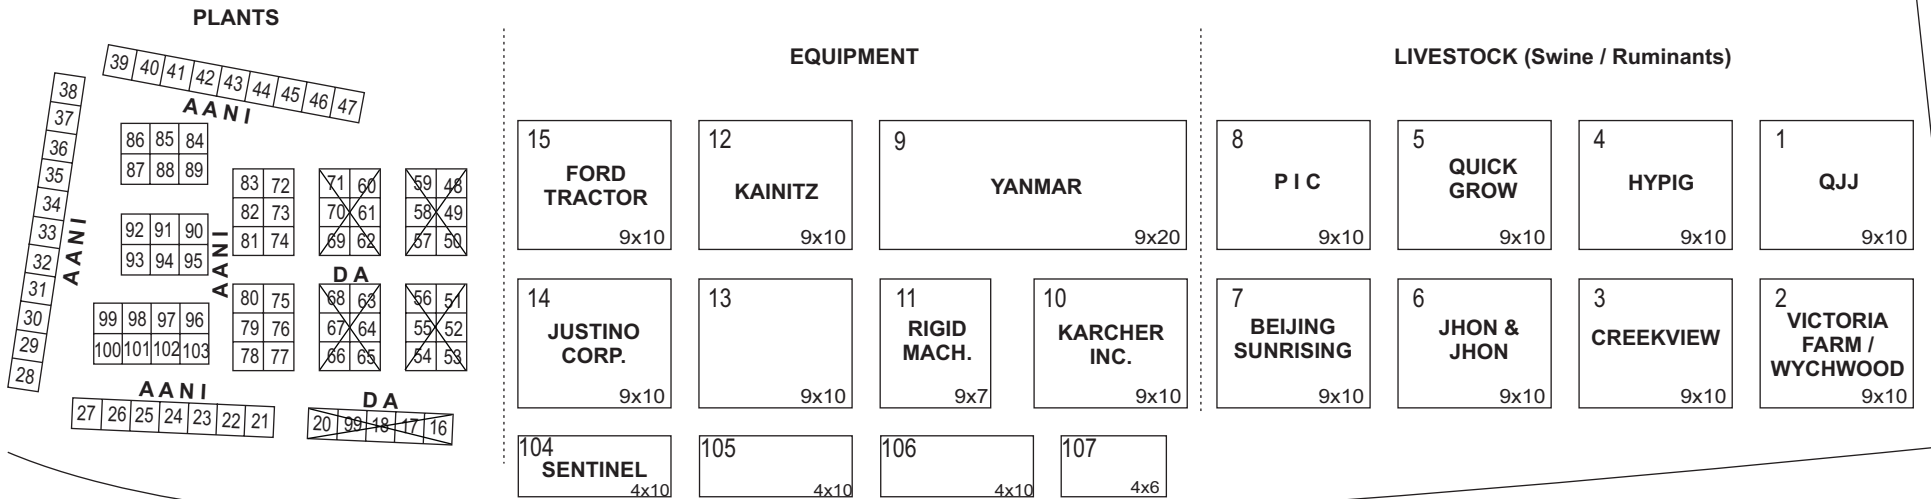 PLANTS
39 40 41 42 43 44 45 46 47
AANI
38
37
36
35
34
33
32
31
30
29
28
AANI
86 85 84
87 88 89
92 91 90
93 94 95
99 98 97 96
100 101 102 103
AANI
83 72
82 73
81 74
80 75
79 76
78 77
71 60
70 61
69 62
59 48
58 49
57 50
DA
68 63
67 64
66 65
56 51
55 52
54 53
AANI
27 26 25 24 23 22 21
DA
20 99 18 17 16
EQUIPMENT
15
FORD
TRACTOR
9x10
12
KAINITZ
9x10
9
YANMAR
9x20
14
JUSTINO
CORP.
9x10
13
9x10
11
RIGID
MACH.
9x7
10
KARCHER
INC.
9x10
104
SENTINEL
4x10
105
4x10
106
4x10
107
4x6
LIVESTOCK (Swine / Ruminants)
8
P I C
9x10
5
QUICK
GROW
9x10
4
HYPIG
9x10
1
QJJ
9x10
7
BEIJING
SUNRISING
9x10
6
JHON &
JHON
9x10
3
CREEKVIEW
9x10
2
VICTORIA
FARM /
WYCHWOOD
9x10